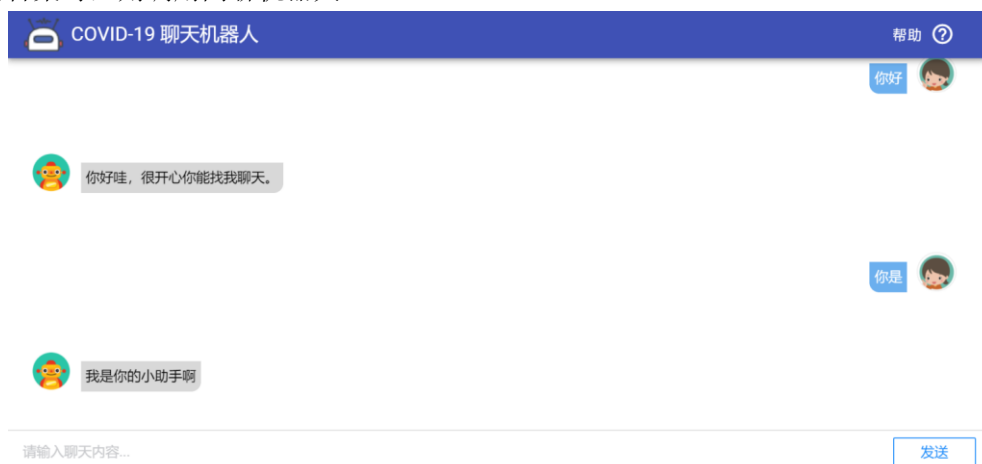 COVID-19 聊天机器人
帮助
你好
你好哇，很开心你能找我聊天。
你是
我是你的小助手啊
请输入聊天内容...
发送